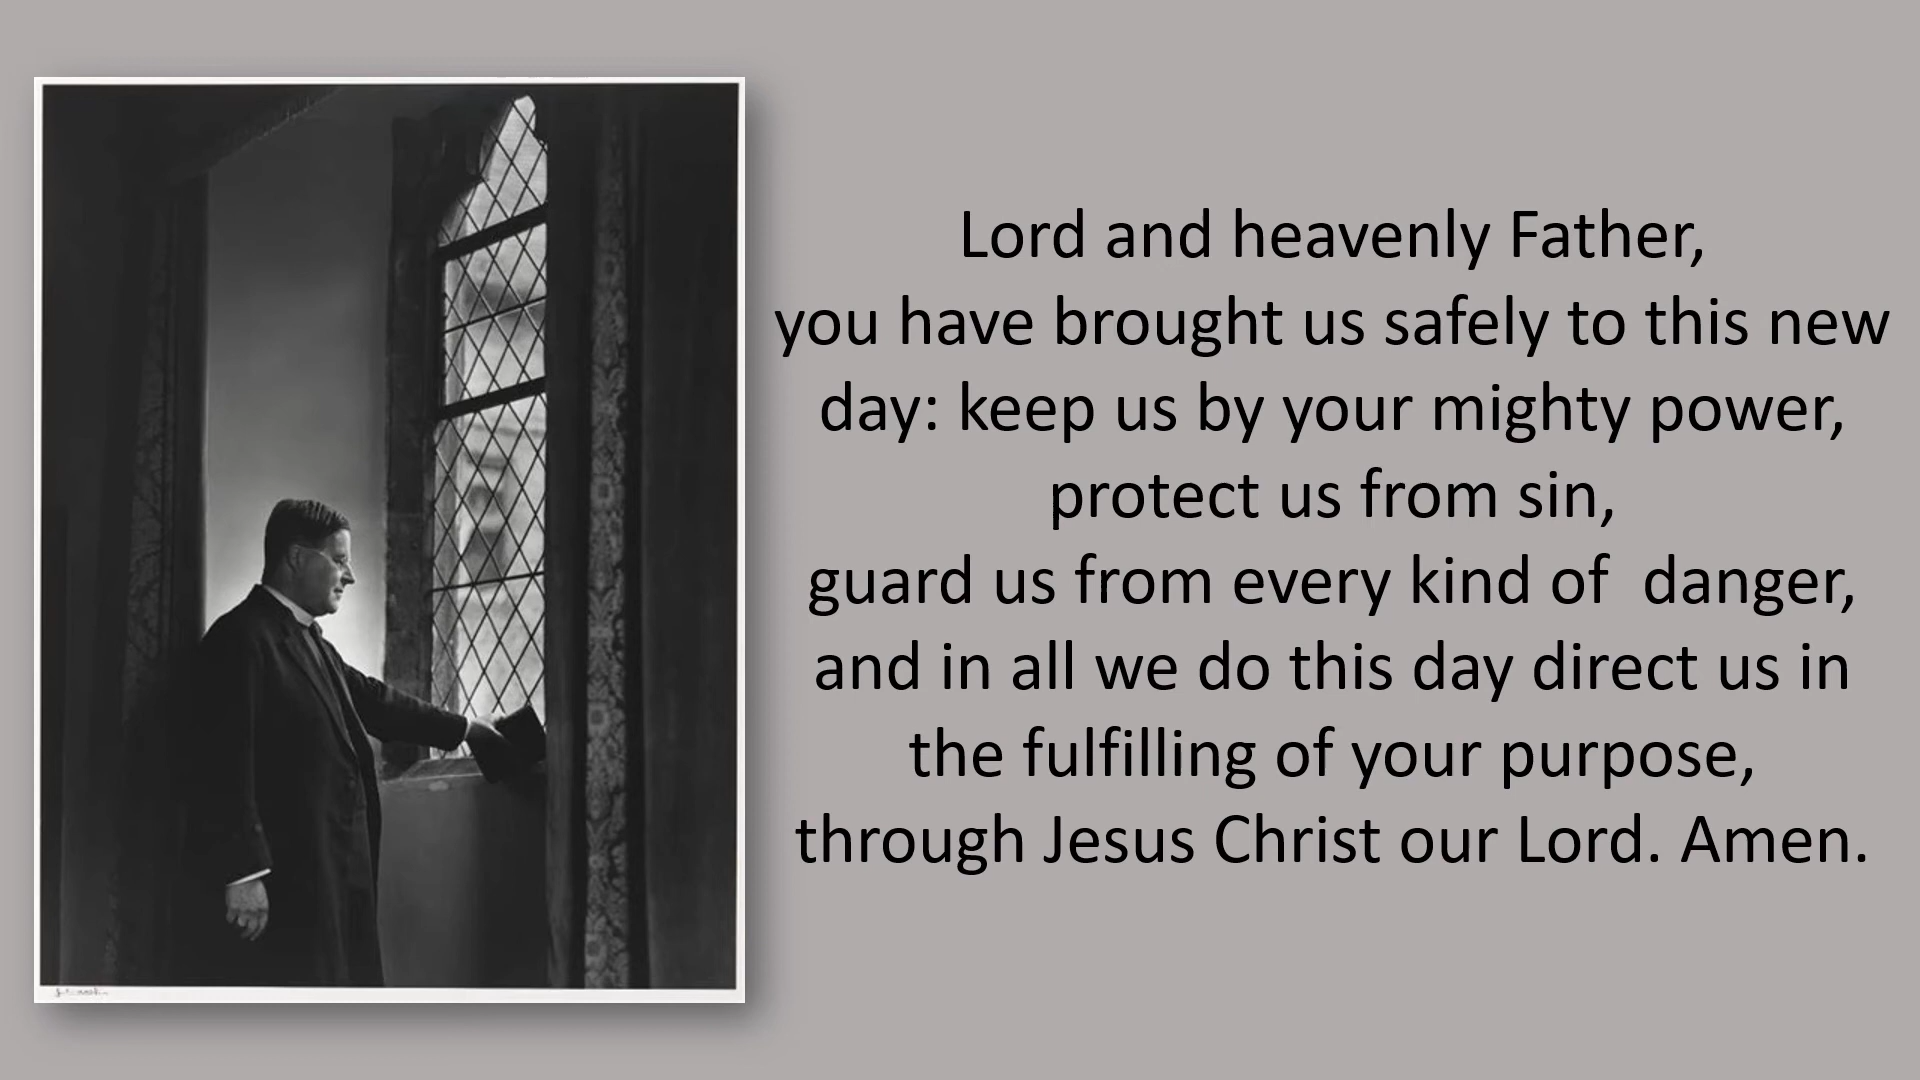 Lord and heavenly Father,
you have brought us safely to this new
day: keep us by your mighty power,
protect us from sin,
guard us from every kind of  danger,
and in all we do this day direct us in
the fulfilling of your purpose,
through Jesus Christ our Lord. Amen.